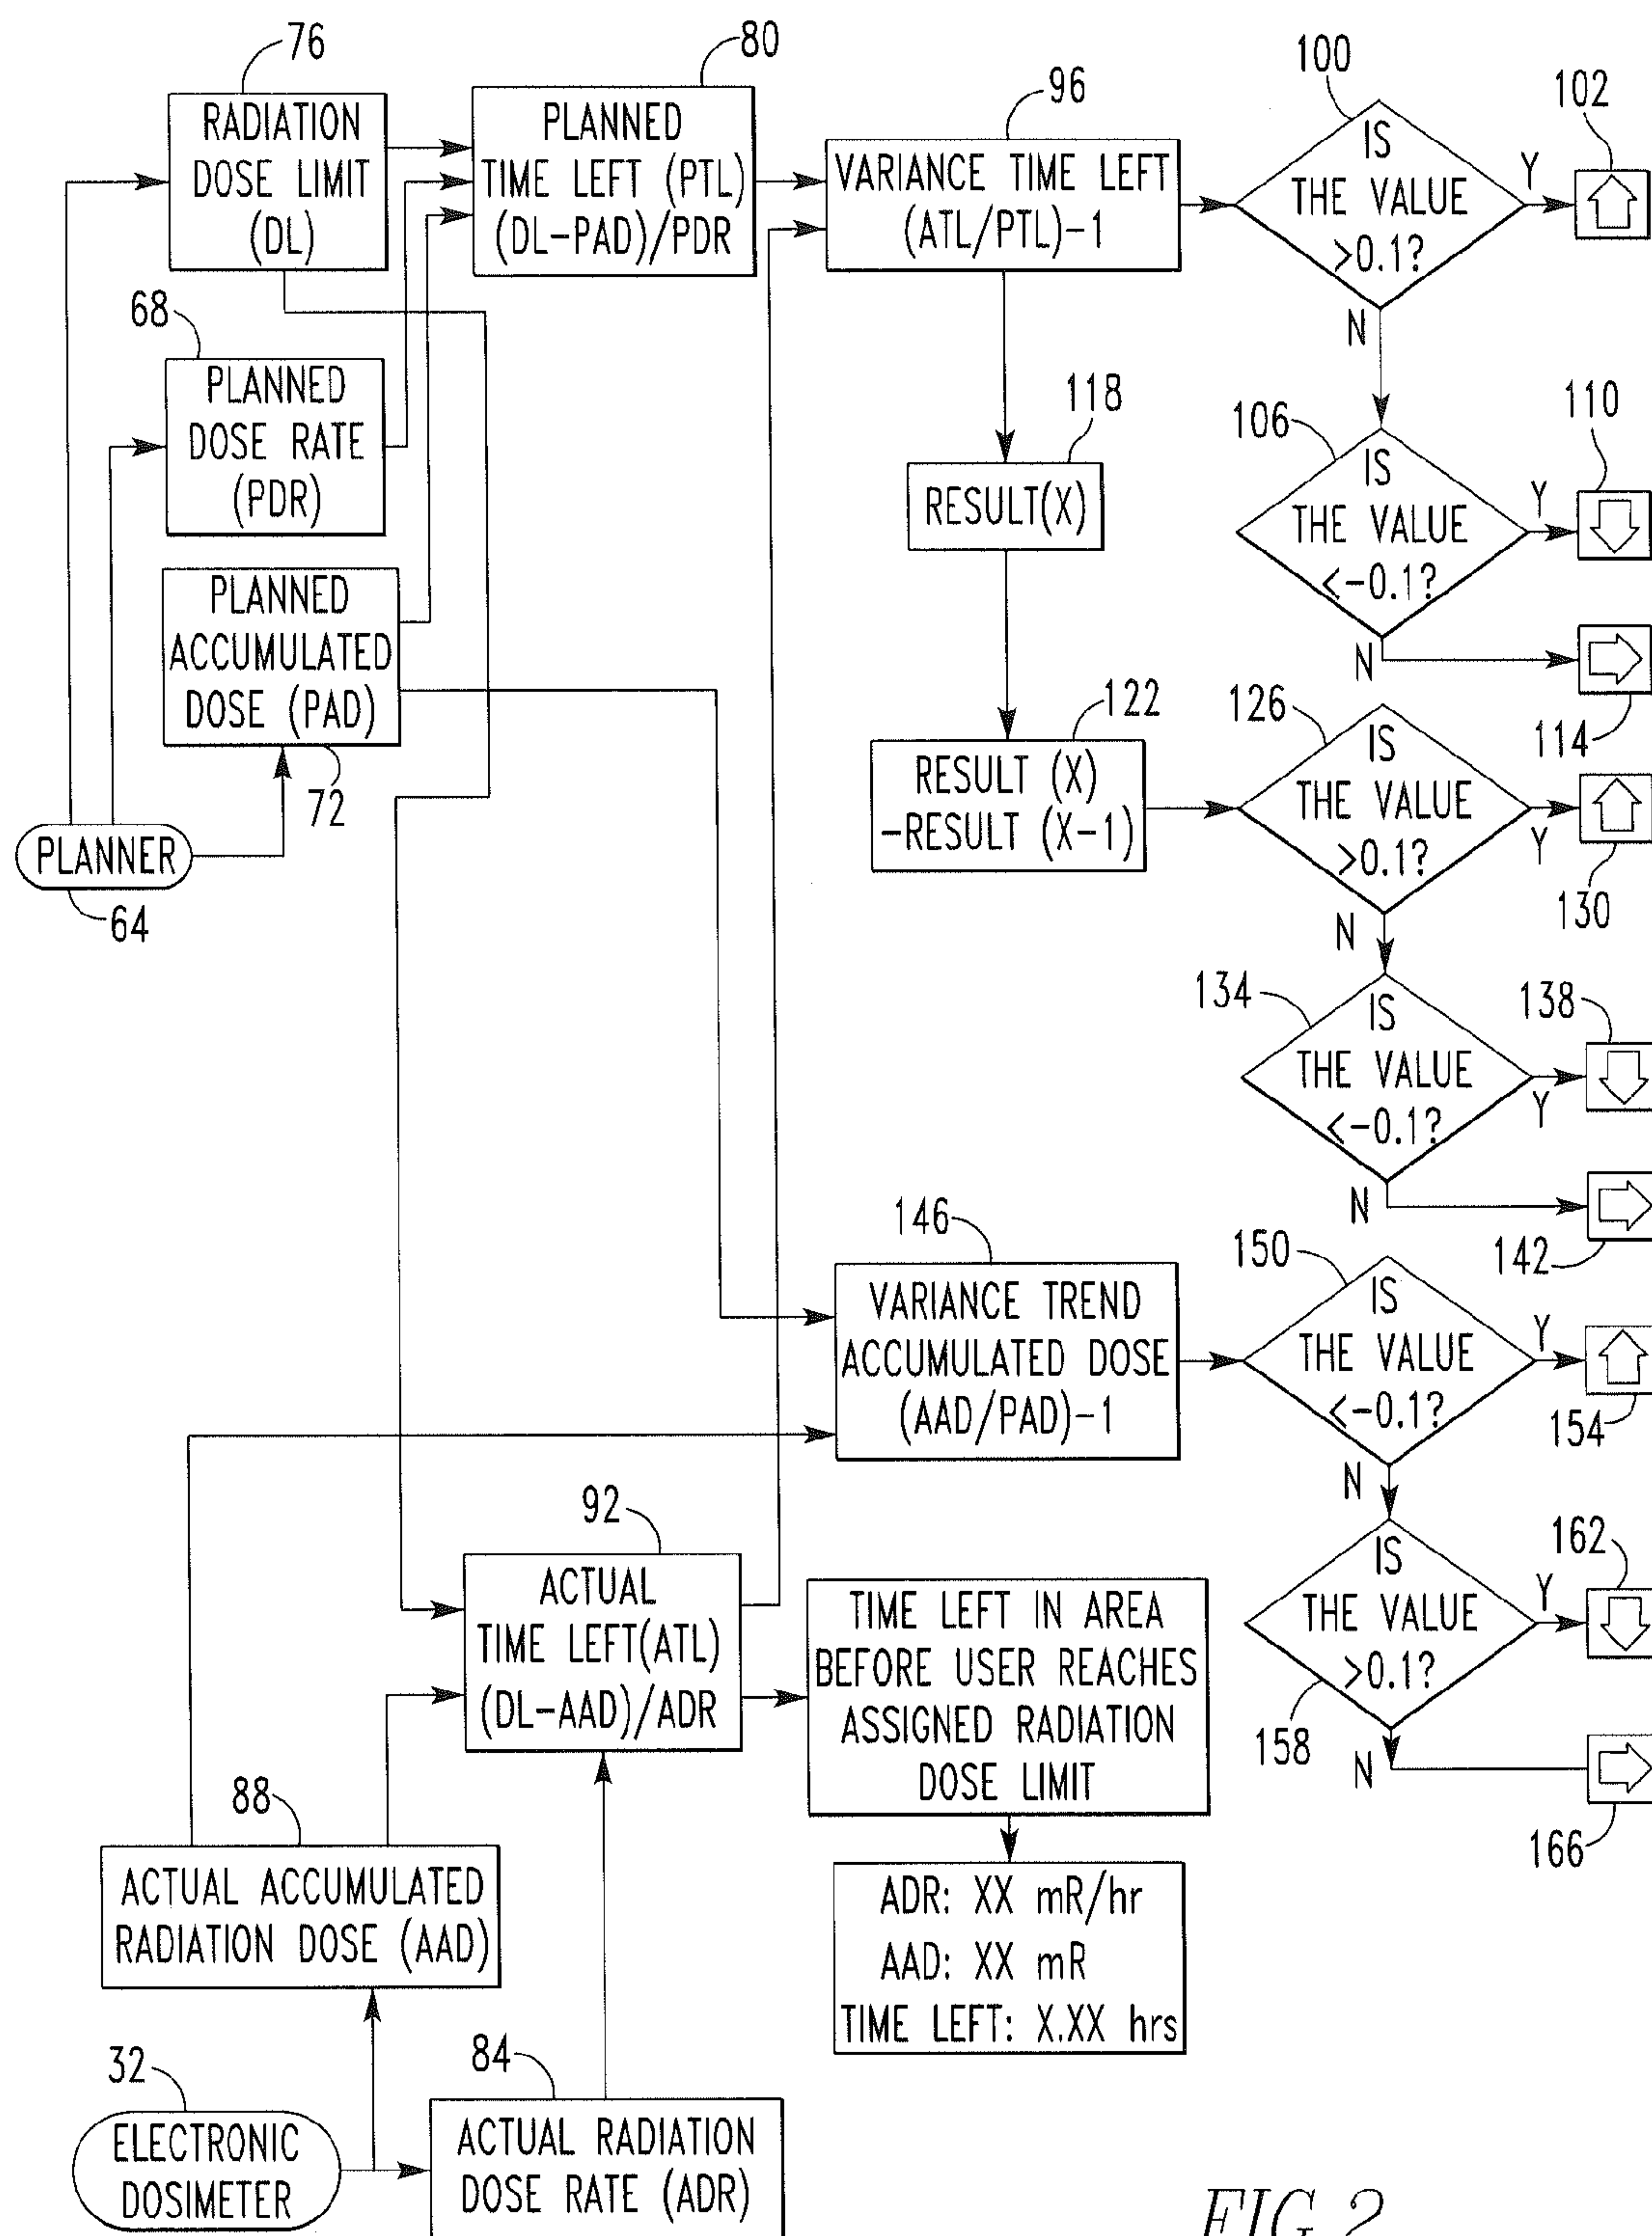 76
RADIATION
DOSE LIMIT
(DL)
80
PLANNED
TIME LEFT (PTL)
(DL-PAD)/PDR
96
VARIANCE TIME LEFT
(ATL/PTL)-1
100
IS
THE VALUE
>0.1?
Y
N
102
68
PLANNED
DOSE RATE
(PDR)
118
RESULT(X)
106
IS
THE VALUE
<-0.1?
Y
N
110
114
PLANNED
ACCUMULATED
DOSE (PAD)
72
122
RESULT (X)
-RESULT (X-1)
126
IS
THE VALUE
>0.1?
Y
N
130
PLANNER
64
134
IS
THE VALUE
<-0.1?
Y
N
138
142
146
VARIANCE TREND
ACCUMULATED DOSE
(AAD/PAD)-1
150
IS
THE VALUE
<-0.1?
Y
N
154
92
ACTUAL
TIME LEFT(ATL)
(DL-AAD)/ADR
TIME LEFT IN AREA
BEFORE USER REACHES
ASSIGNED RADIATION
DOSE LIMIT
IS
THE VALUE
>0.1?
158
Y
N
162
166
88
ACTUAL ACCUMULATED
RADIATION DOSE (AAD)
ADR: XX mR/hr
AAD: XX mR
TIME LEFT: X.XX hrs
32
ELECTRONIC
DOSIMETER
84
ACTUAL RADIATION
DOSE RATE (ADR)
FIG.2